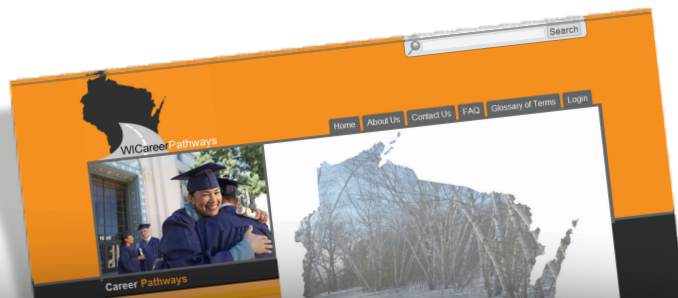 Search
Home About Us Contact Us FAQ Glossary of Terms Login
WICareerPathways
Career Pathways